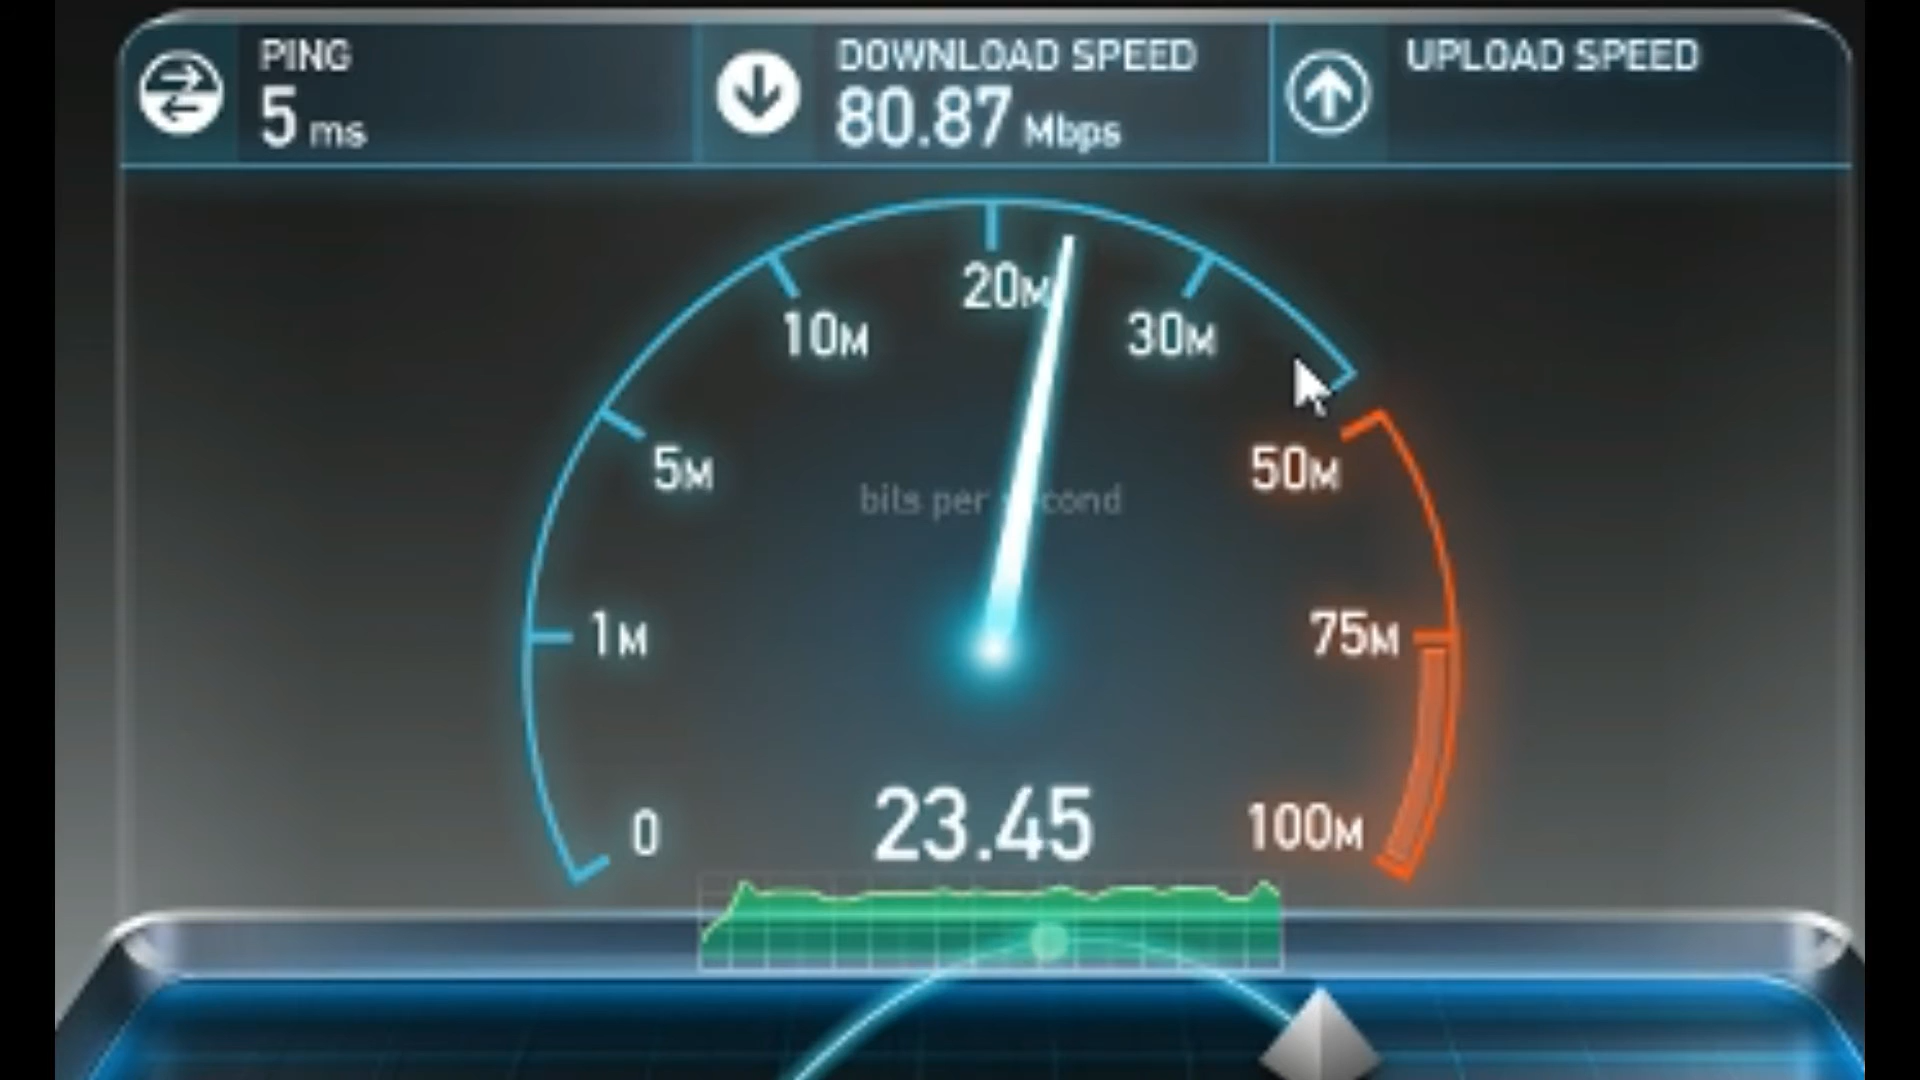 PING
5 ms
DOWNLOAD SPEED
80.87 Mbps
UPLOAD SPEED
0
1M
5M
10M
20M
30M
50M
75M
100M
bits per cond
23.45